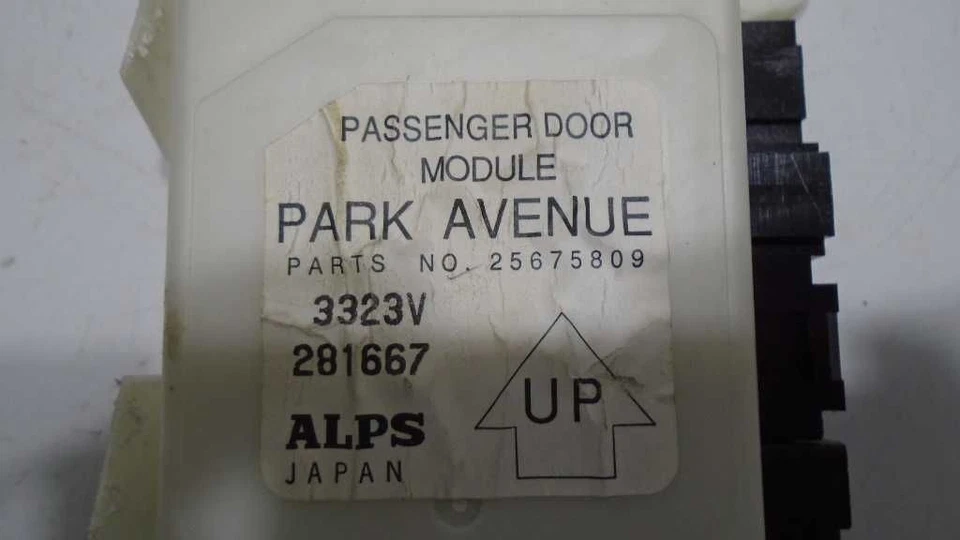 PASSENGER DOOR
MODULE
PARK AVENUE
PARTS NO. 25675809
3323V
281667
UP
ALPS
JAPAN